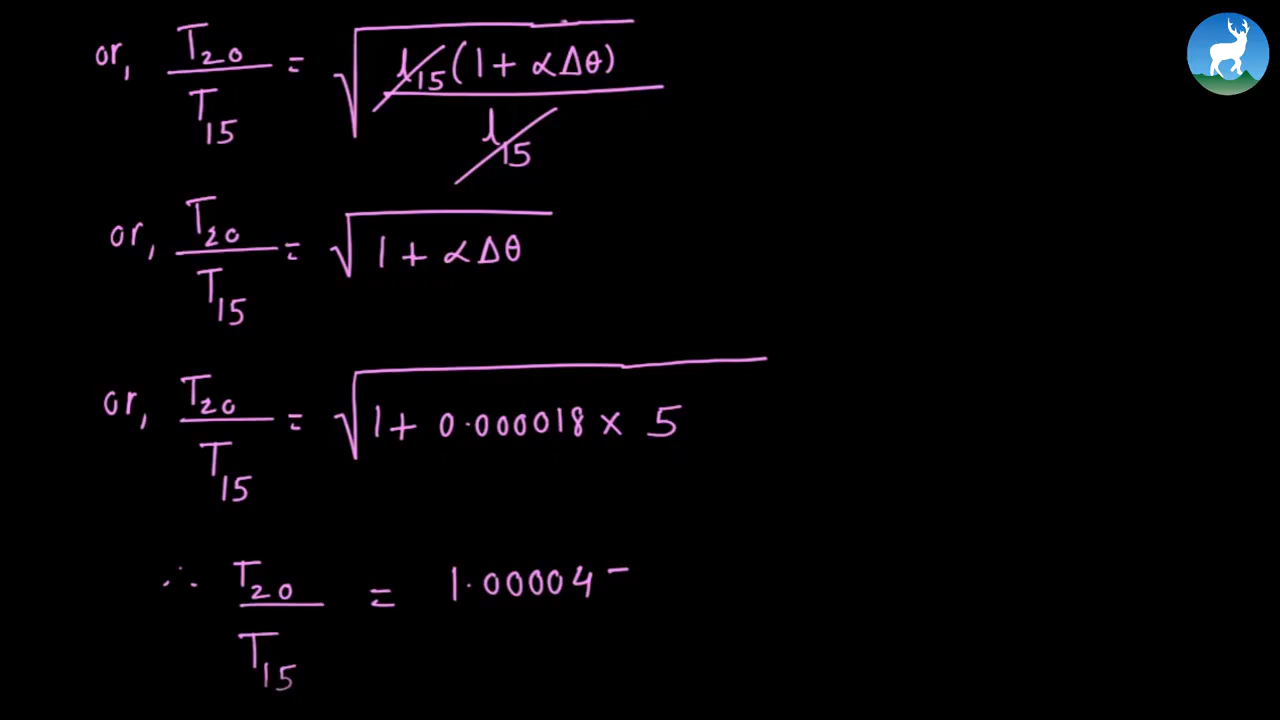 or, T₂₀/T₁₅ = √(l₁₅(1 + αΔθ)/l₁₅)
or, T₂₀/T₁₅ = √(1 + αΔθ)
or, T₂₀/T₁₅ = √(1 + 0.000018 × 5)
∴ T₂₀/T₁₅ = 1.00004